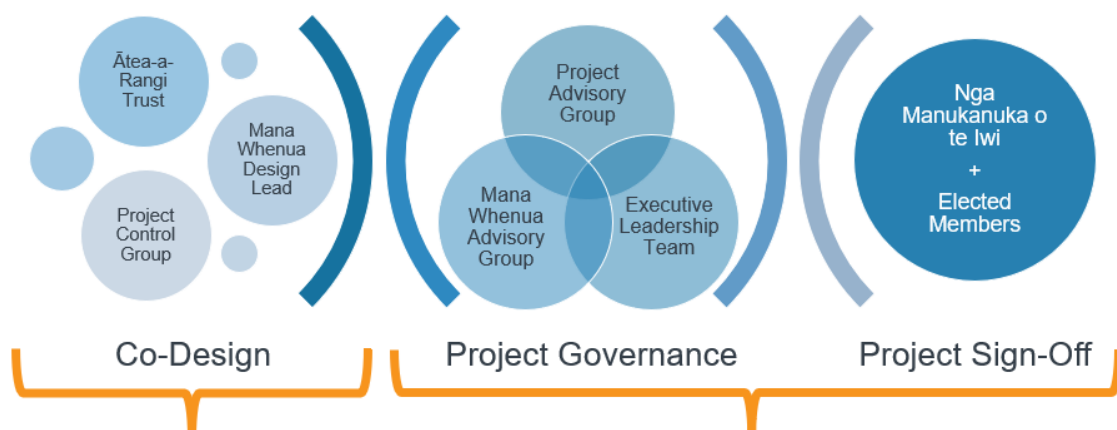 Ātea-a-
Rangi
Trust
Mana
Whenua
Design
Lead
Project
Control
Group
Project
Advisory
Group
Mana
Whenua
Advisory
Group
Executive
Leadership
Team
Nga
Manukanuka o
te Iwi
+
Elected
Members
Co-Design
Project Governance
Project Sign-Off